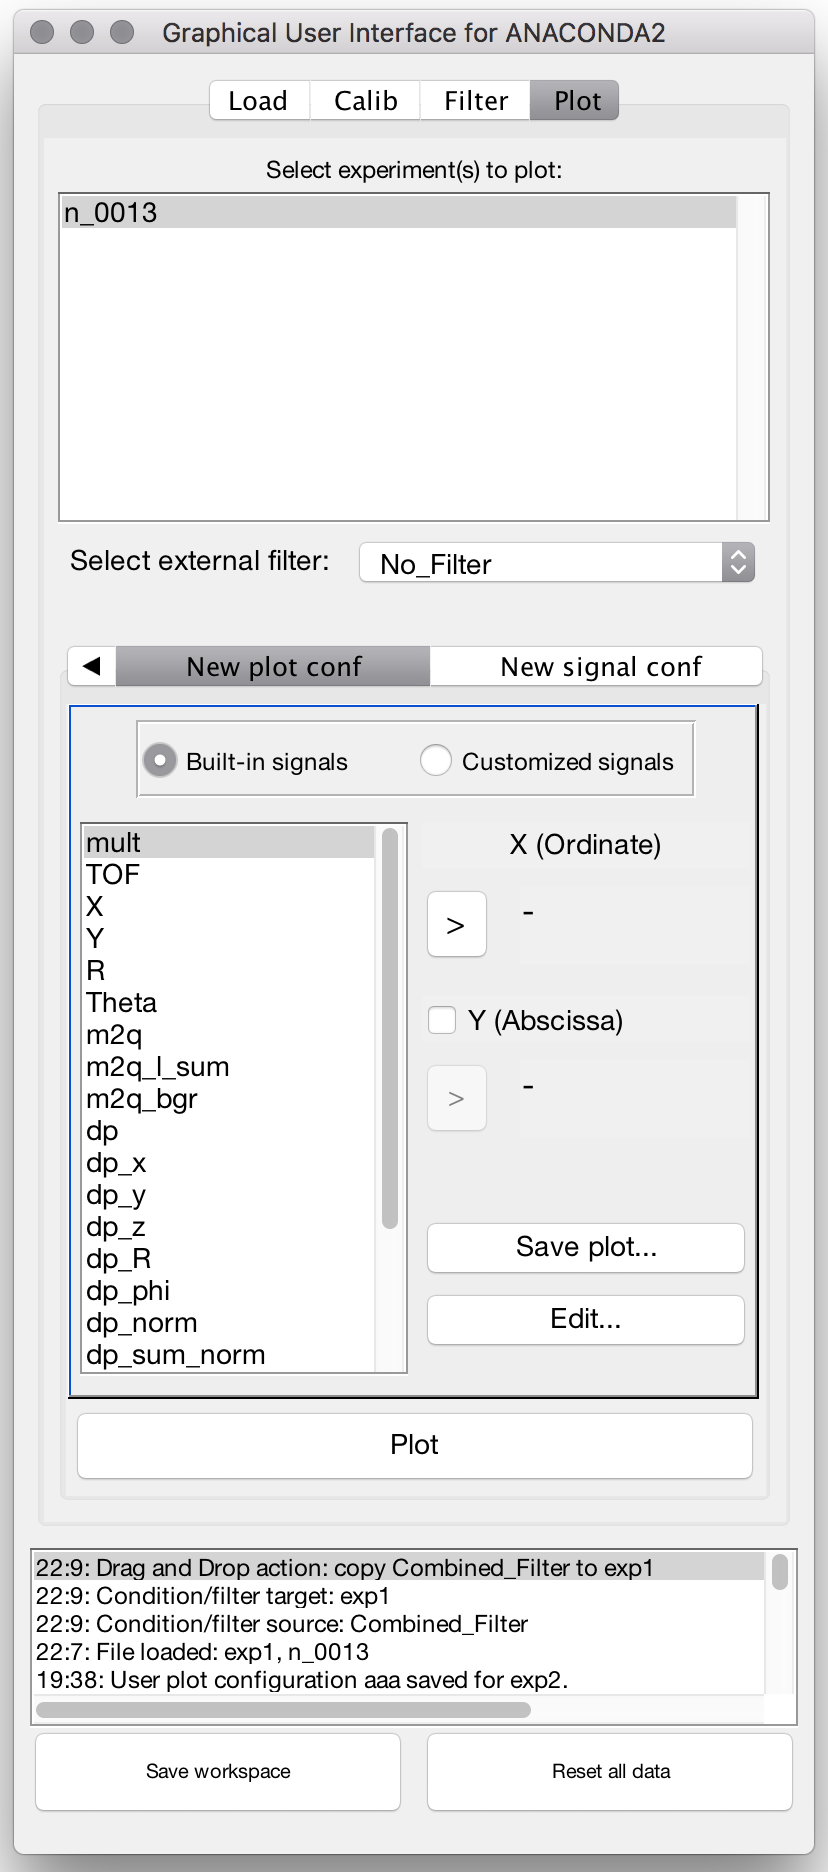 Graphical User Interface for ANACONDA2
Load Calib Filter Plot
Select experiment(s) to plot:
n_0013
Select external filter: No_Filter
◀ New plot conf New signal conf
Built-in signals Customized signals
mult
TOF
X
Y
R
Theta
m2q
m2q_l_sum
m2q_bgr
dp
dp_x
dp_y
dp_z
dp_R
dp_phi
dp_norm
dp_sum_norm
X (Ordinate)
> -
Y (Abscissa)
> -
Save plot...
Edit...
Plot
22:9: Drag and Drop action: copy Combined_Filter to exp1
22:9: Condition/filter target: exp1
22:9: Condition/filter source: Combined_Filter
22:7: File loaded: exp1, n_0013
19:38: User plot configuration aaa saved for exp2.
Save workspace Reset all data